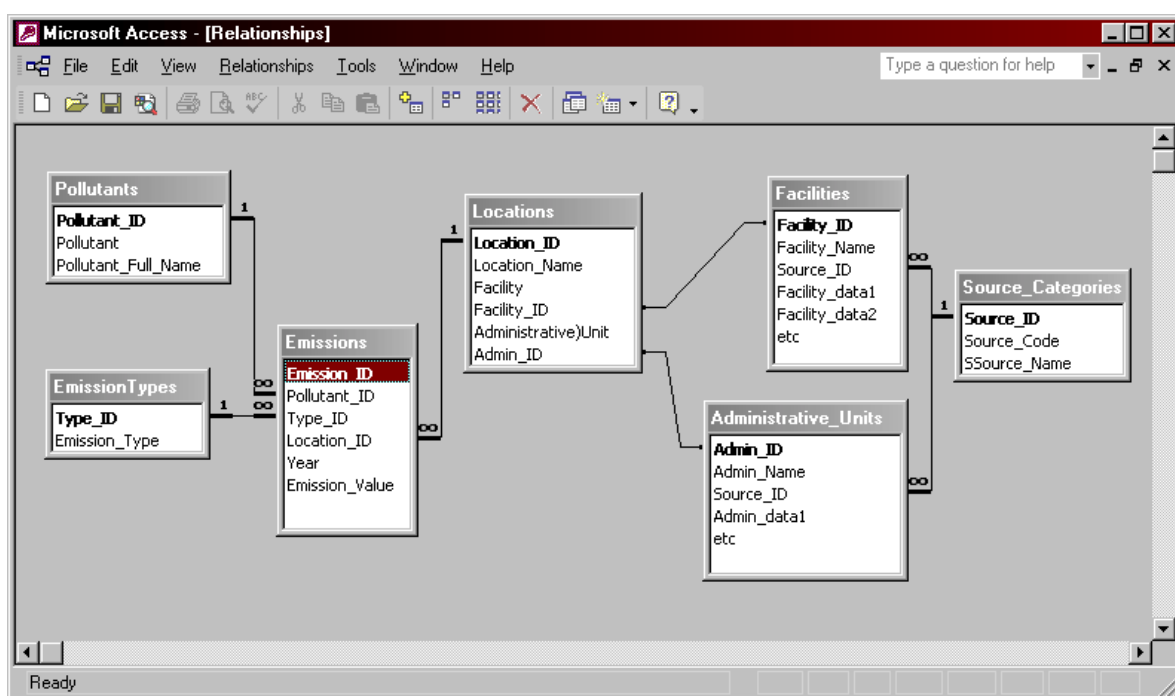 Microsoft Access - [Relationships]
File Edit View Relationships Tools Window Help
Type a question for help
ABC
Pollutants
Pollutant_ID
Pollutant
Pollutant_Full_Name
1
EmissionTypes
Type_ID
Emission_Type
1
∞
∞
Emissions
Emission_ID
Pollutant_ID
Type_ID
Location_ID
Year
Emission_Value
∞
1
Locations
Location_ID
Location_Name
Facility
Facility_ID
Administrative)Unit
Admin_ID
Facilities
Facility_ID
Facility_Name
Source_ID
Facility_data1
Facility_data2
etc
∞
Administrative_Units
Admin_ID
Admin_Name
Source_ID
Admin_data1
etc
∞
1
Source_Categories
Source_ID
Source_Code
SSource_Name
Ready